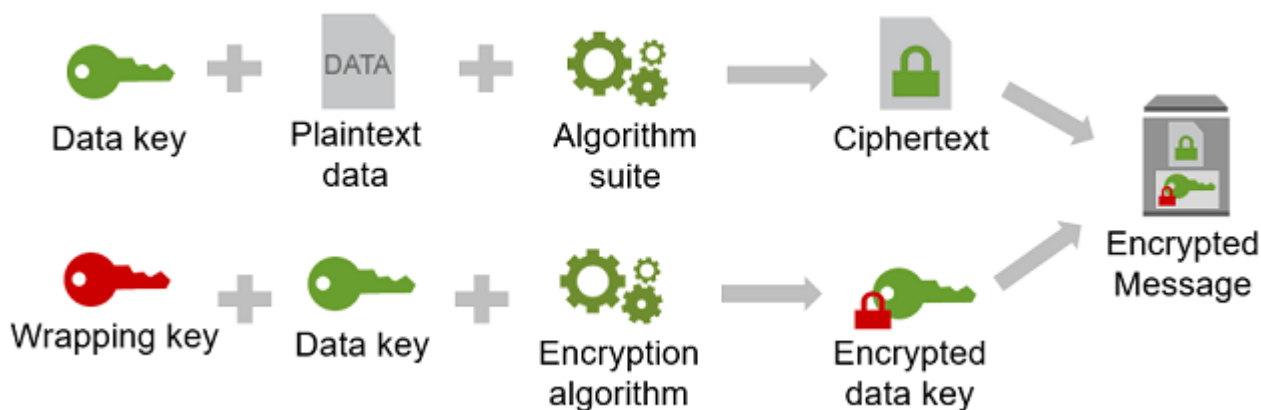 DATA
Data key
Plaintext
data
Algorithm
suite
Ciphertext
Encrypted
Message
Wrapping key
Data key
Encryption
algorithm
Encrypted
data key